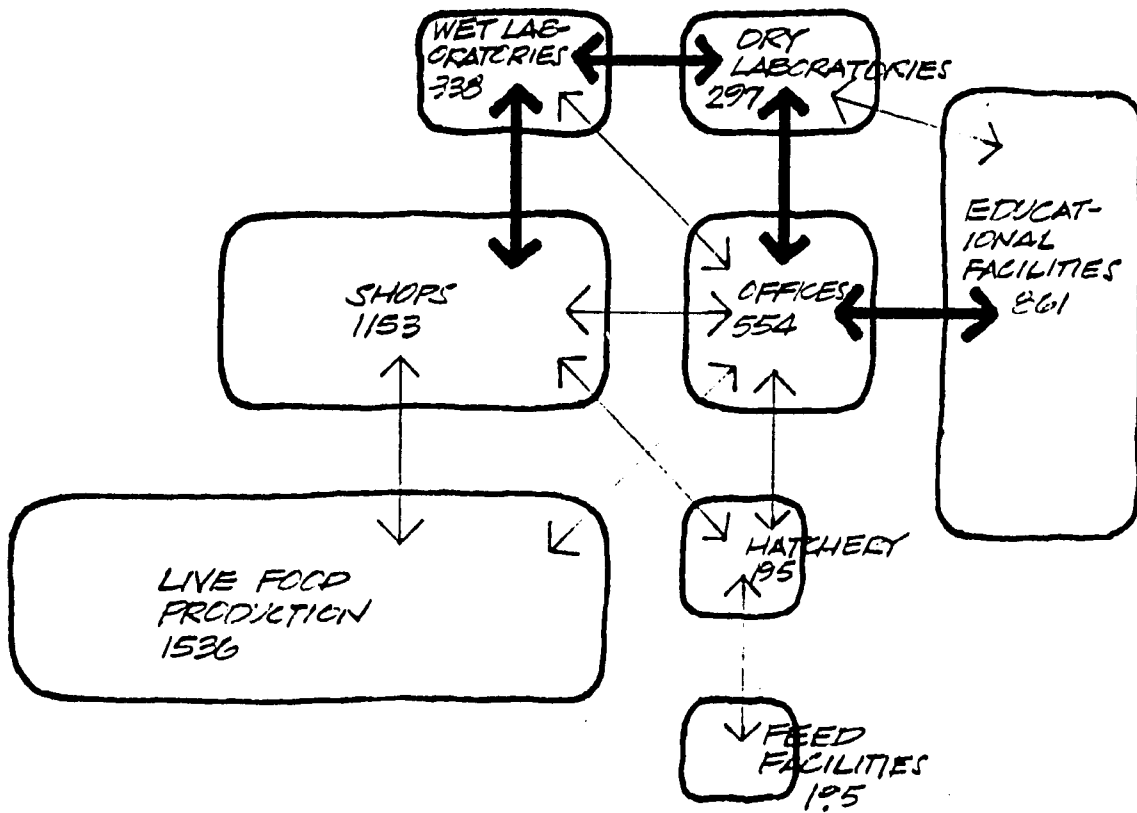 WET LAB-
ORATORIES
338
DRY
LABORATORIES
297
EDUCAT-
IONAL
FACILITIES
861
SHOPS
1153
OFFICES
554
LIVE FOOD
PRODUCTION
1536
HATCHERY
195
FEED
FACILITIES
195